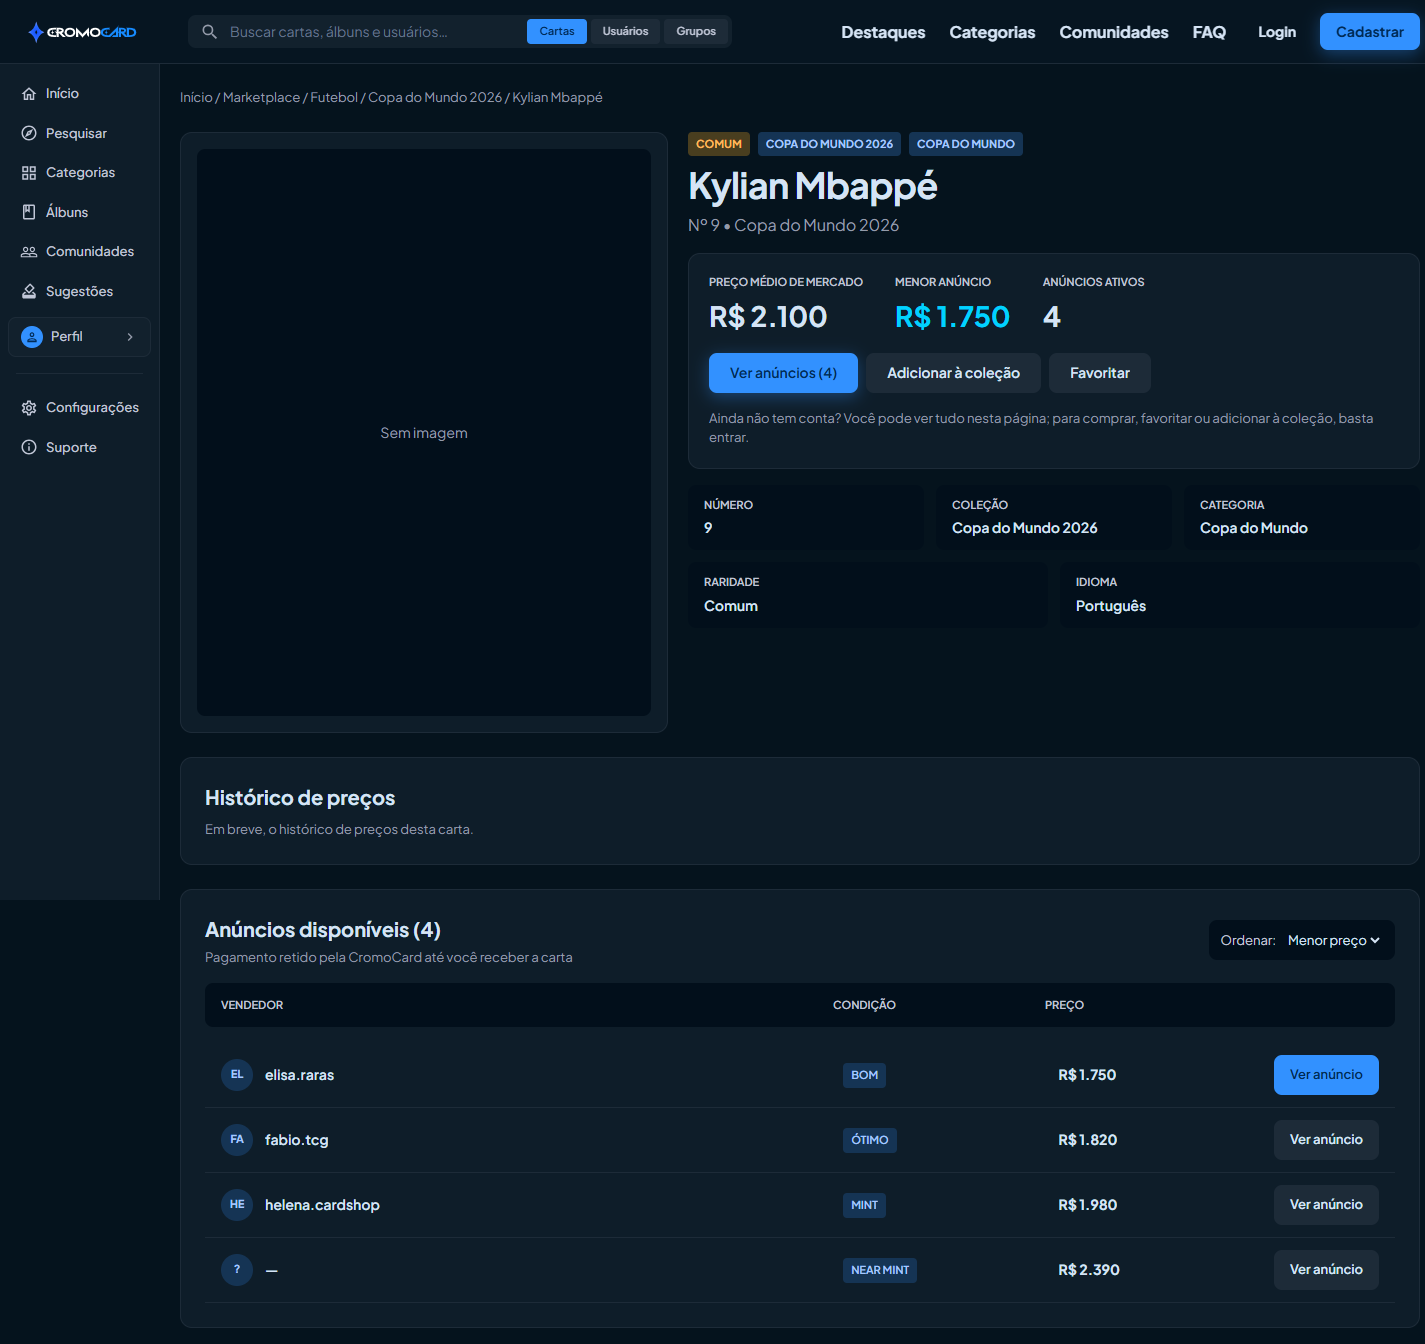 CROMOCARD
Buscar cartas, álbuns e usuários...
Cartas
Usuários
Grupos
Destaques
Categorias
Comunidades
FAQ
Login
Cadastrar
Início
Pesquisar
Categorias
Álbuns
Comunidades
Sugestões
Perfil
Configurações
Suporte
Início / Marketplace / Futebol / Copa do Mundo 2026 / Kylian Mbappé
Sem imagem
COMUM
COPA DO MUNDO 2026
COPA DO MUNDO
Kylian Mbappé
Nº 9 • Copa do Mundo 2026
PREÇO MÉDIO DE MERCADO
R$ 2.100
MENOR ANÚNCIO
R$ 1.750
ANÚNCIOS ATIVOS
4
Ver anúncios (4)
Adicionar à coleção
Favoritar
Ainda não tem conta? Você pode ver tudo nesta página; para comprar, favoritar ou adicionar à coleção, basta
entrar.
NÚMERO
9
COLEÇÃO
Copa do Mundo 2026
CATEGORIA
Copa do Mundo
RARIDADE
Comum
IDIOMA
Português
Histórico de preços
Em breve, o histórico de preços desta carta.
Anúncios disponíveis (4)
Pagamento retido pela CromoCard até você receber a carta
Ordenar: Menor preço
VENDEDOR CONDIÇÃO PREÇO
EL elisa.raras BOM R$ 1.750 Ver anúncio
FA fabio.tcg ÓTIMO R$ 1.820 Ver anúncio
HE helena.cardshop MINT R$ 1.980 Ver anúncio
? — NEAR MINT R$ 2.390 Ver anúncio